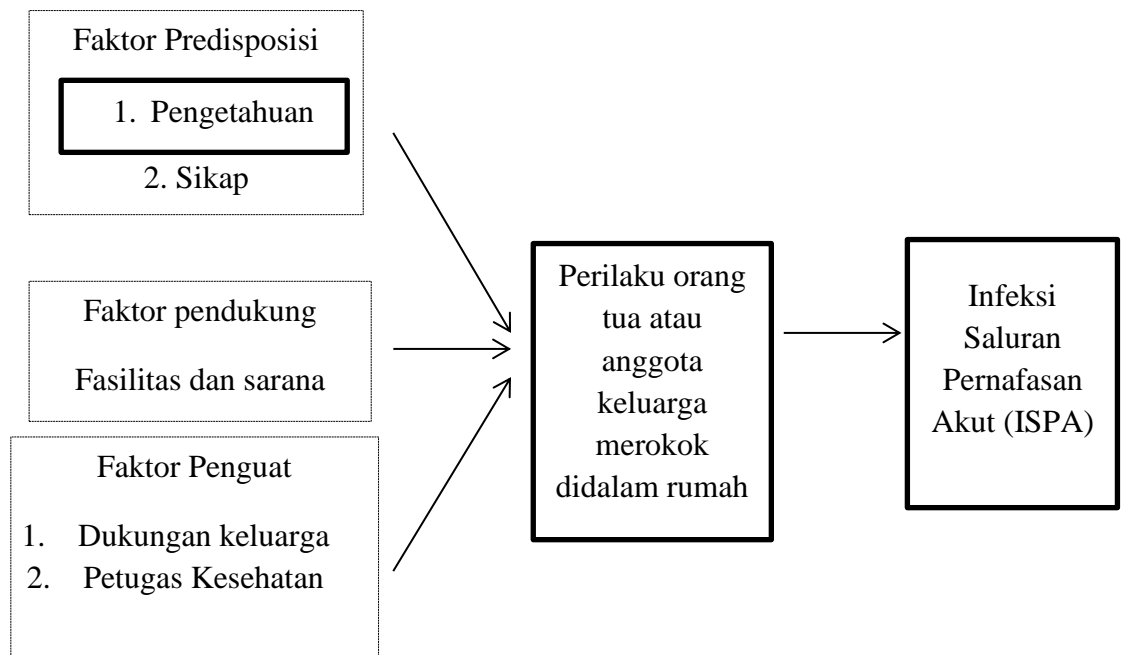 Faktor Predisposisi
1. Pengetahuan
2. Sikap
Faktor pendukung
Fasilitas dan sarana
Faktor Penguat
1. Dukungan keluarga
2. Petugas Kesehatan
Perilaku orang
tua atau
anggota
keluarga
merokok
didalam rumah
Infeksi
Saluran
Pernafasan
Akut (ISPA)